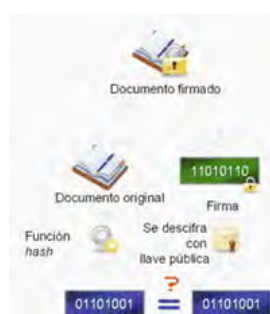 Documento firmado
11010110
Documento original
Firma
Función
hash
Se descifra
con
llave pública
?
01101001 = 01101001